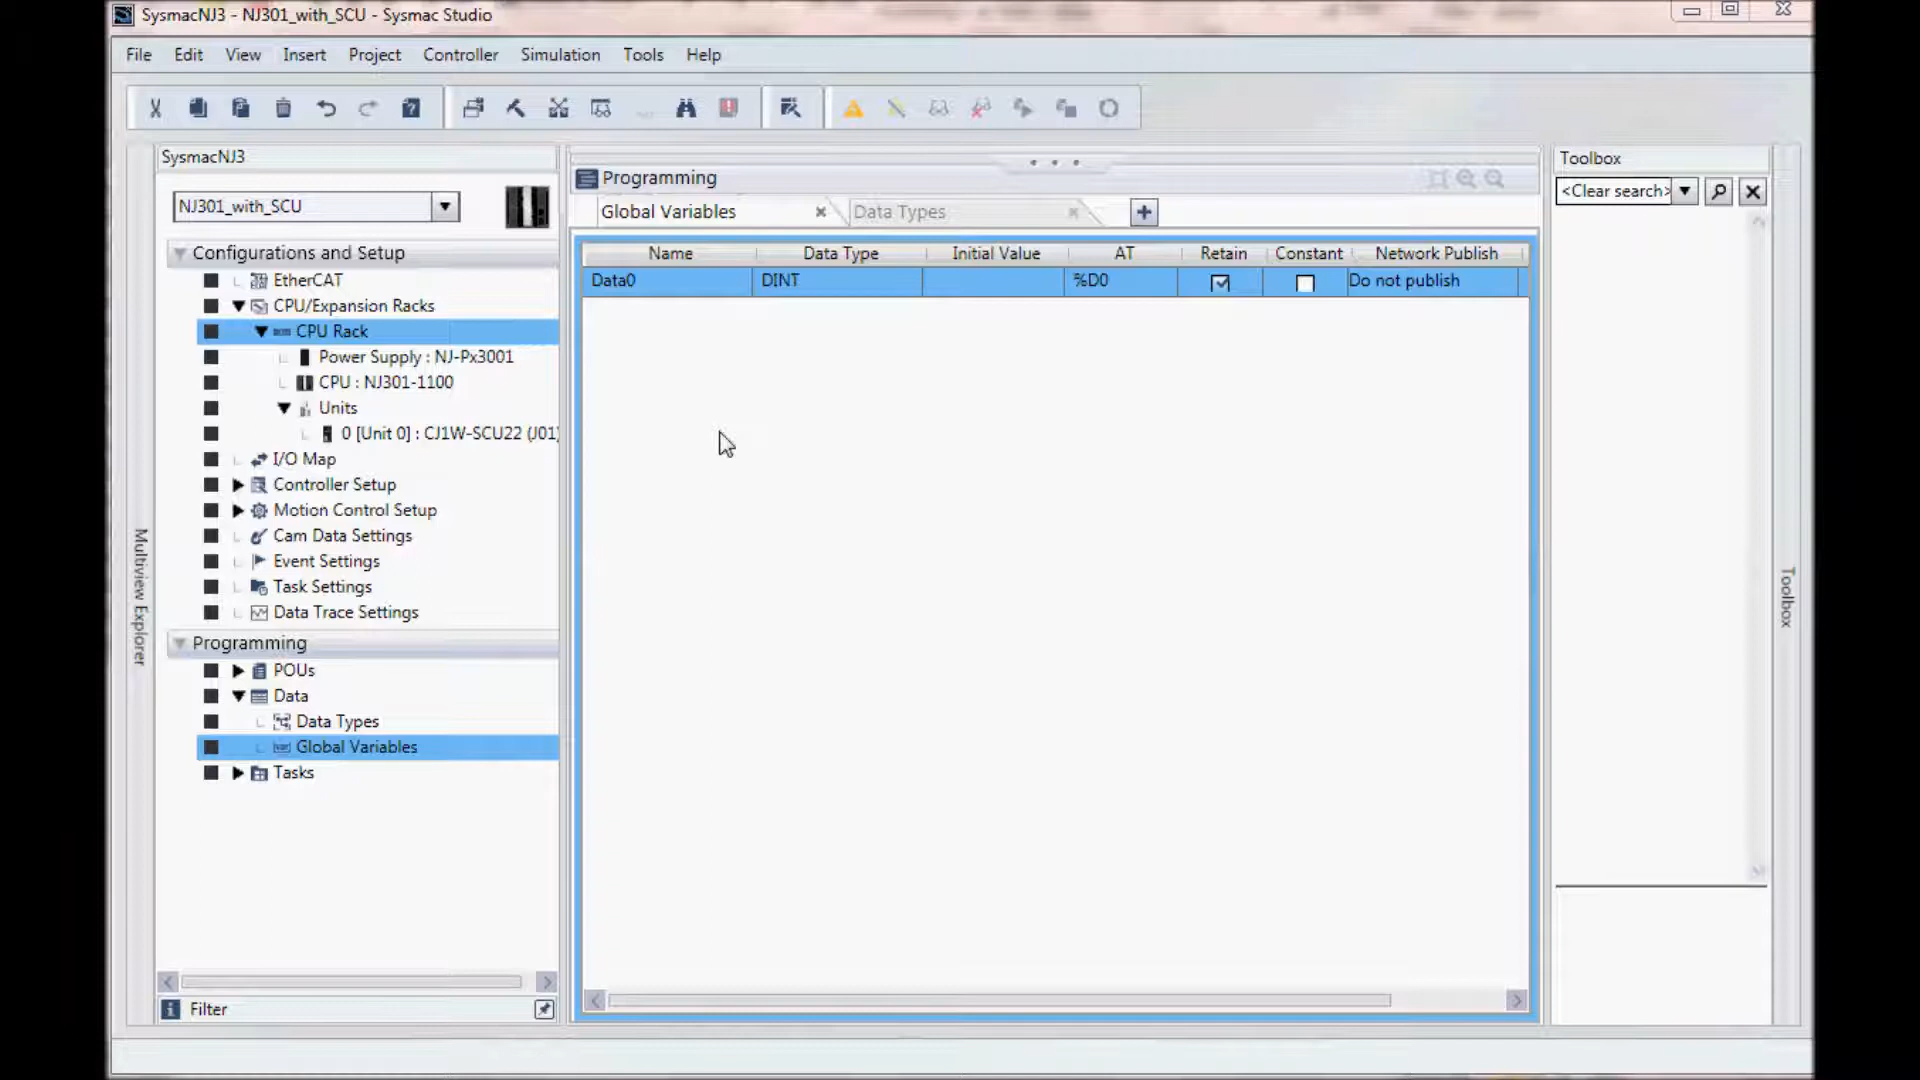 SysmacNJ3 - NJ301_with_SCU - Sysmac Studio
File Edit View Insert Project Controller Simulation Tools Help
Multiview Explorer
SysmacNJ3
NJ301_with_SCU
Configurations and Setup
EtherCAT
CPU/Expansion Racks
CPU Rack
Power Supply : NJ-Px3001
CPU : NJ301-1100
Units
0 [Unit 0] : CJ1W-SCU22 (J01)
I/O Map
Controller Setup
Motion Control Setup
Cam Data Settings
Event Settings
Task Settings
Data Trace Settings
Programming
POUs
Data
Data Types
Global Variables
Tasks
Filter
Programming
Global Variables Data Types
Name Data Type Initial Value AT Retain Constant Network Publish
Data0 DINT %D0 Do not publish
Toolbox
<Clear search>
Toolbox